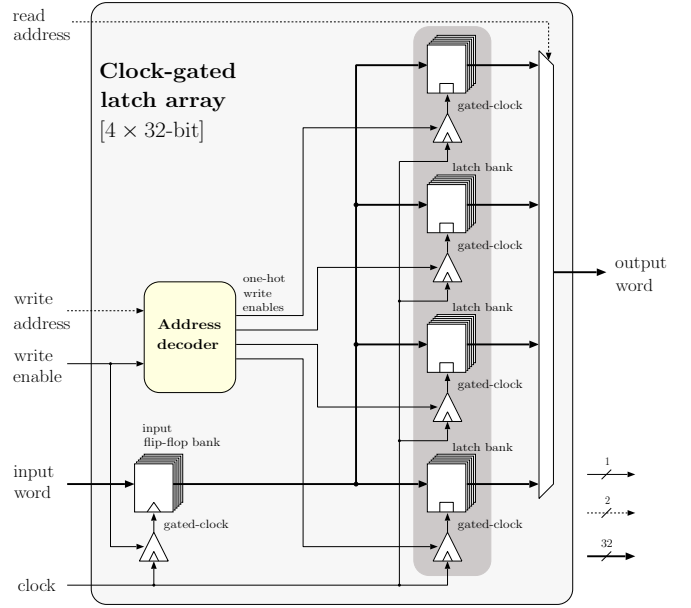 read
address
Clock-gated
latch array
[4 × 32-bit]
gated-clock
latch bank
gated-clock
latch bank
gated-clock
latch bank
gated-clock
one-hot
write
enables
write
address
write
enable
Address
decoder
input
flip-flop bank
input
word
gated-clock
clock
output
word
1
2
32